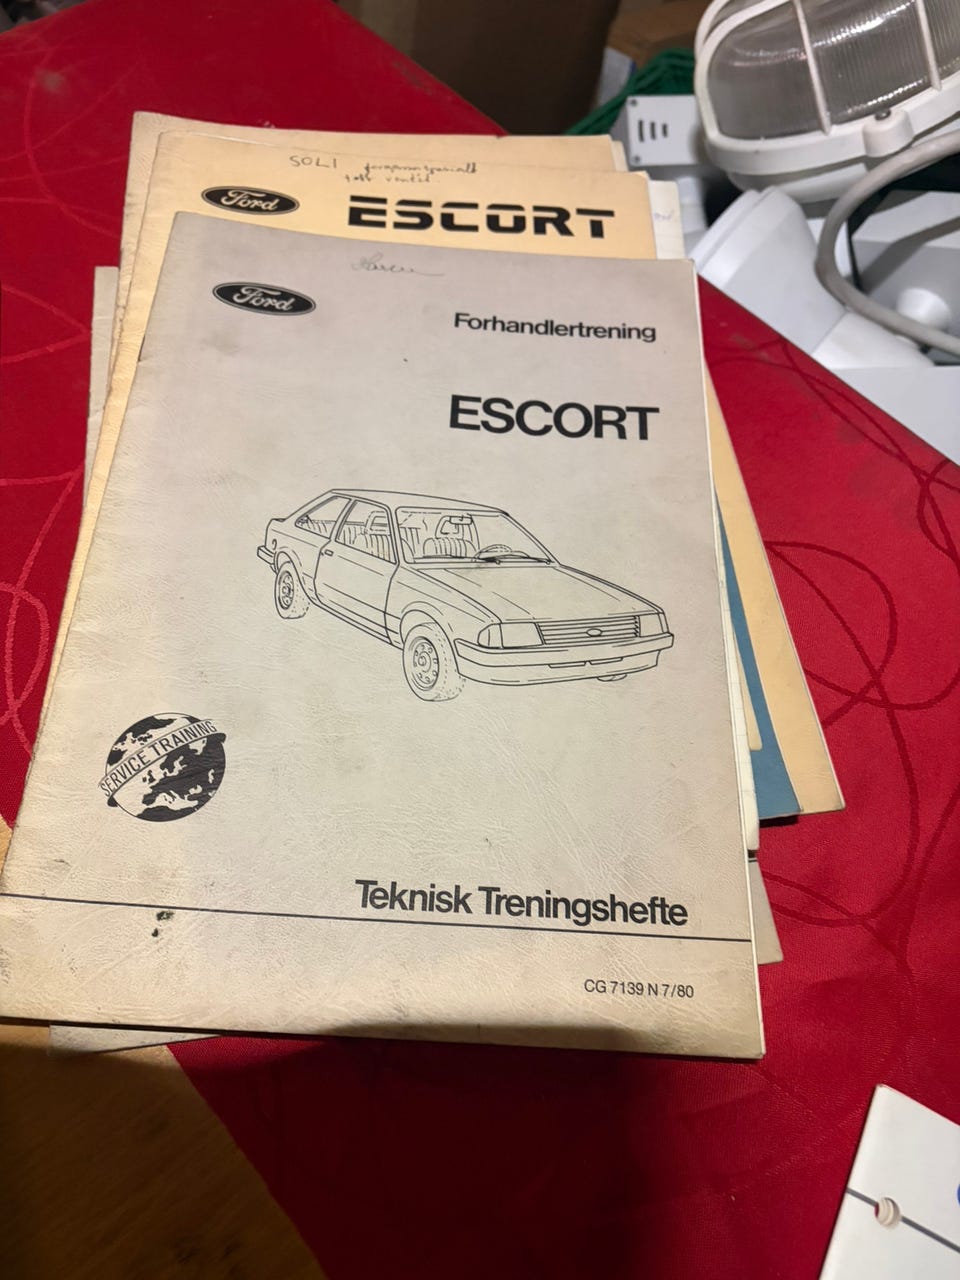 SOLI
Ford
ESCORT
Ford
Forhandlertrening
ESCORT
SERVICE TRAINING
Teknisk Treningshefte
CG 7139 N 7/80